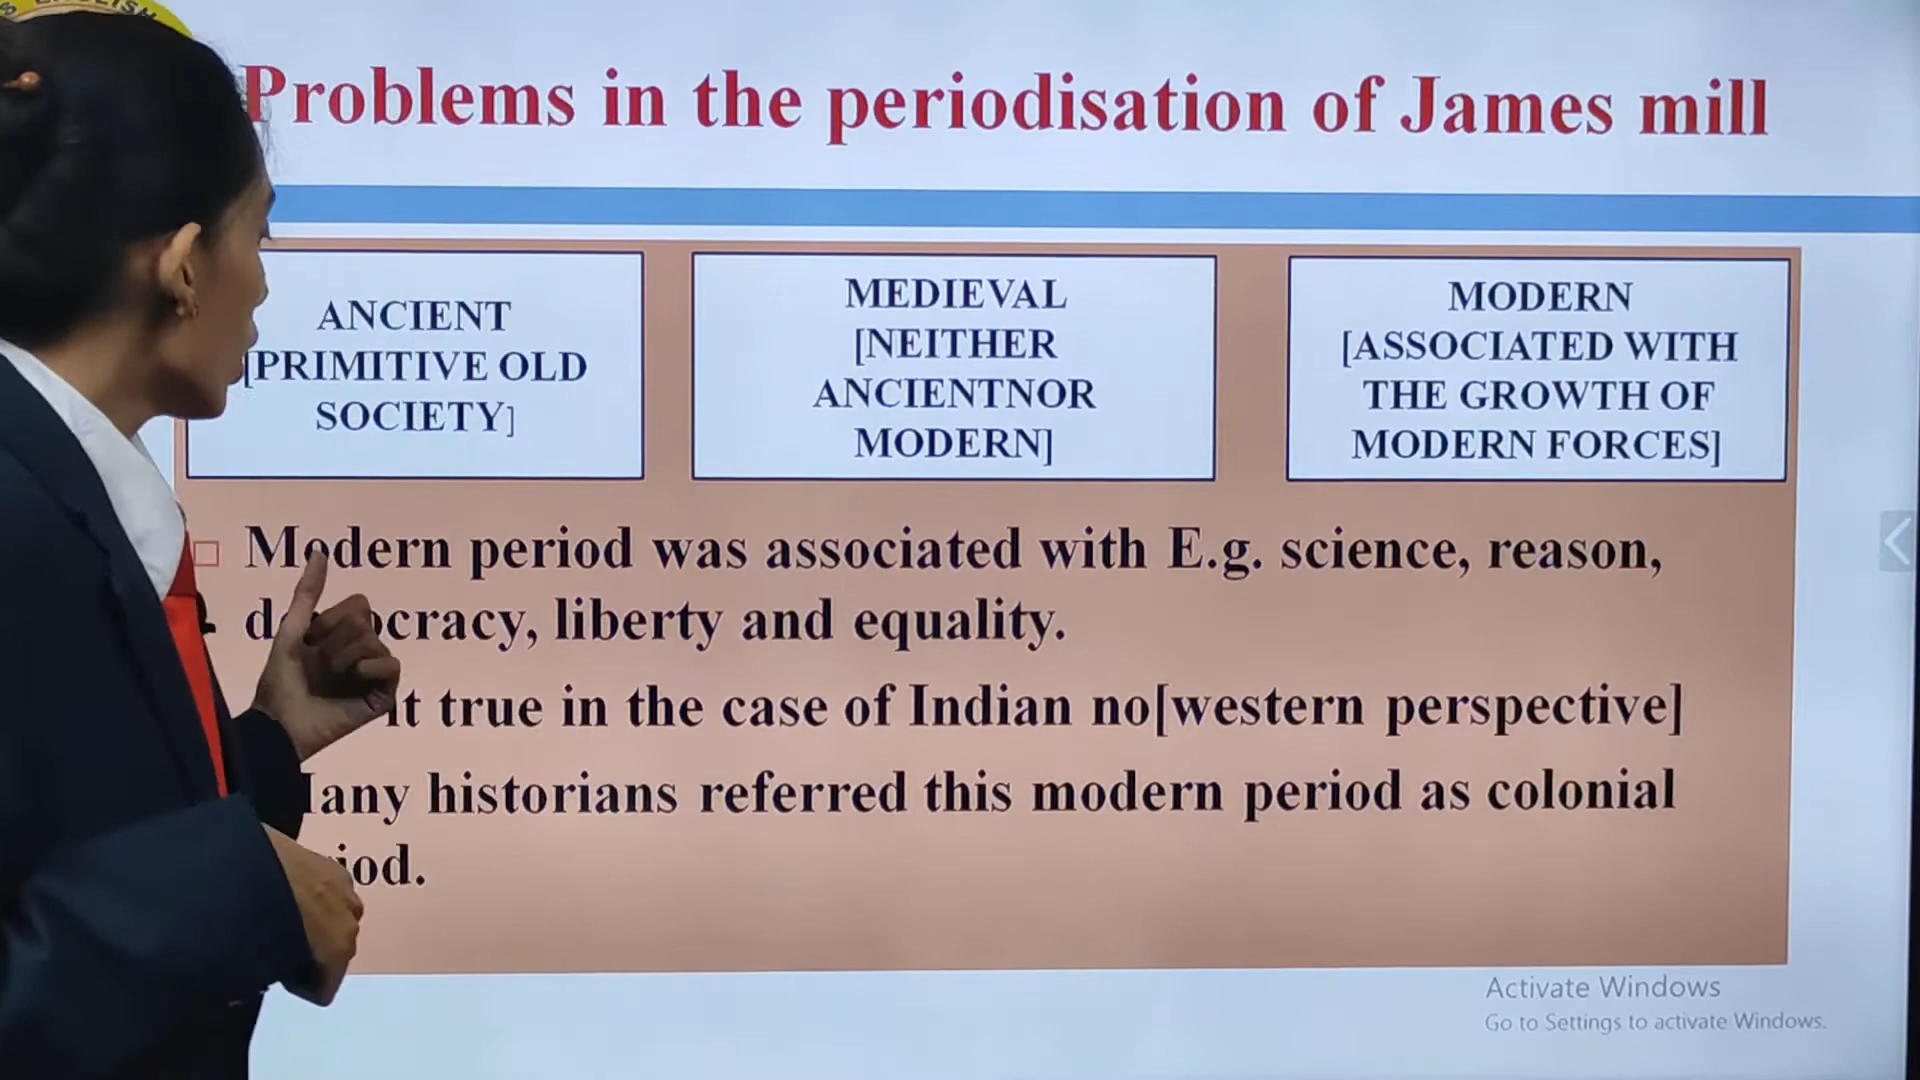 ENGLISH
Problems in the periodisation of James mill
ANCIENT
[PRIMITIVE OLD
SOCIETY]
MEDIEVAL
[NEITHER
ANCIENTNOR
MODERN]
MODERN
[ASSOCIATED WITH
THE GROWTH OF
MODERN FORCES]
Modern period was associated with E.g. science, reason,
liberty and equality.
it true in the case of Indian no[western perspective]
historians referred this modern period as colonial
Activate Windows
Go to Settings to activate Windows.